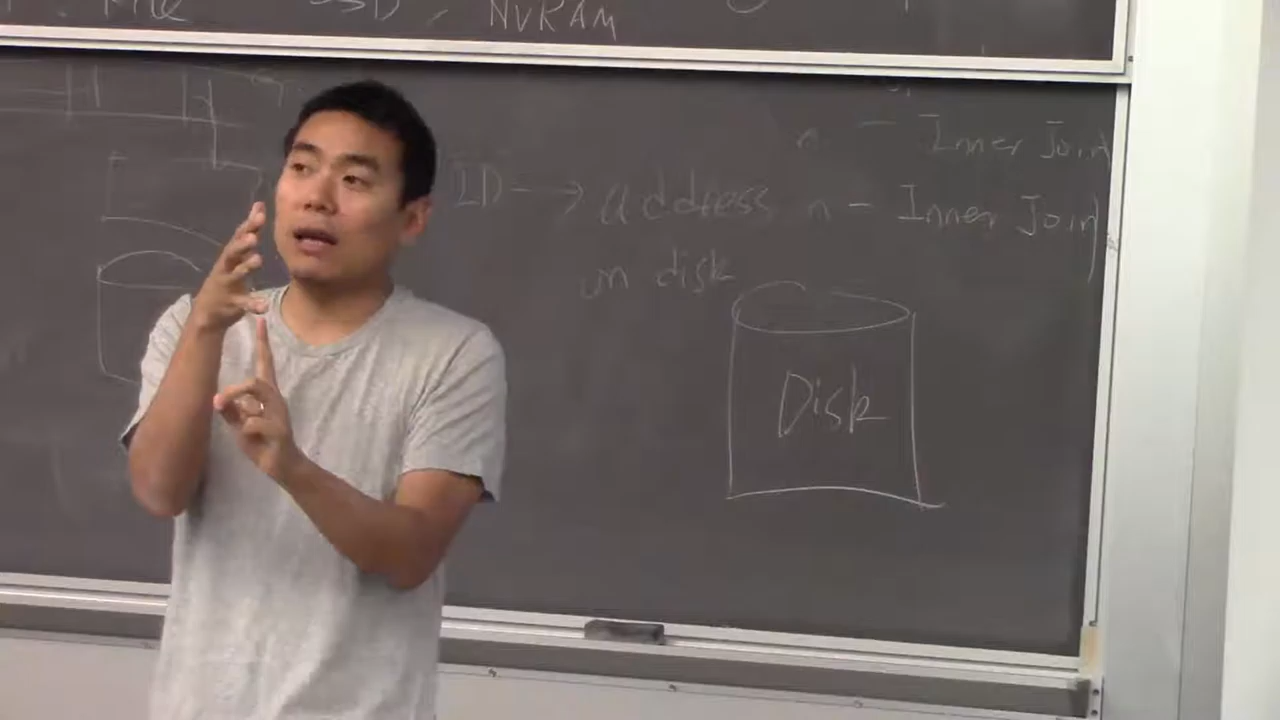 NVRAM
n - Inner Join
ID → address n - Inner Join
on disk
Disk